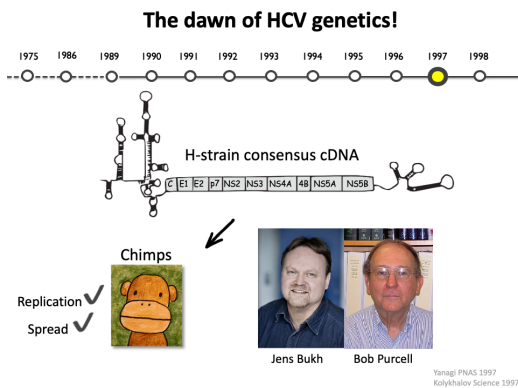 The dawn of HCV genetics!
1975 1986 1989 1990 1991 1992 1993 1994 1995 1996 1997 1998
H-strain consensus cDNA
C E1 E2 p7 NS2 NS3 NS4A 4B NS5A NS5B
Chimps
Replication ✓
Spread ✓
Jens Bukh Bob Purcell
Yanagi PNAS 1997
Kolykhalov Science 1997